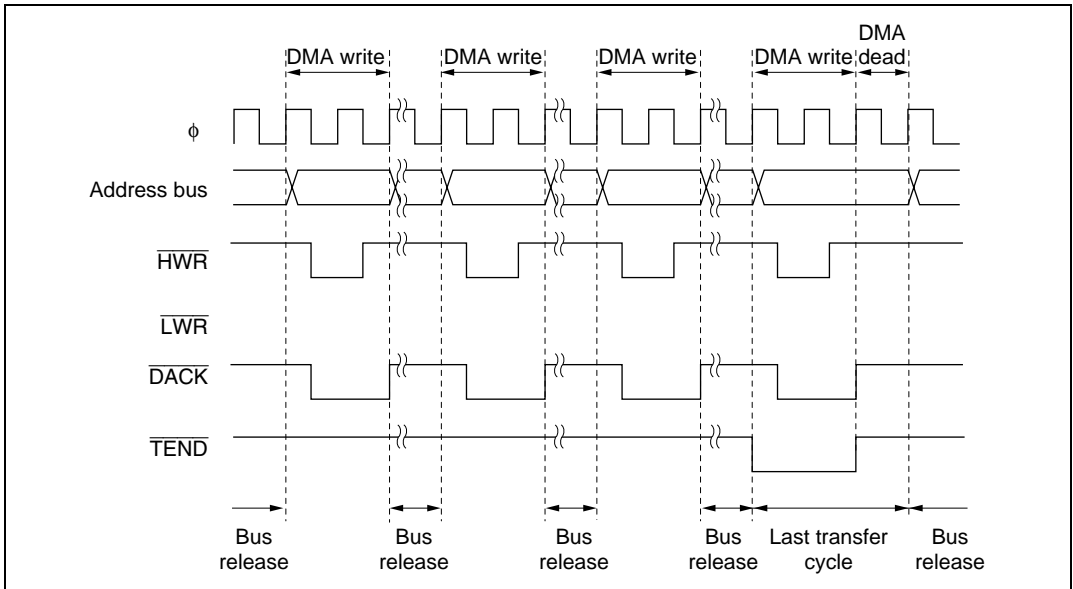 DMA write DMA write DMA write DMA write DMA dead
φ
Address bus
HWR
LWR
DACK
TEND
Bus release Bus release Bus release Bus release Last transfer cycle Bus release